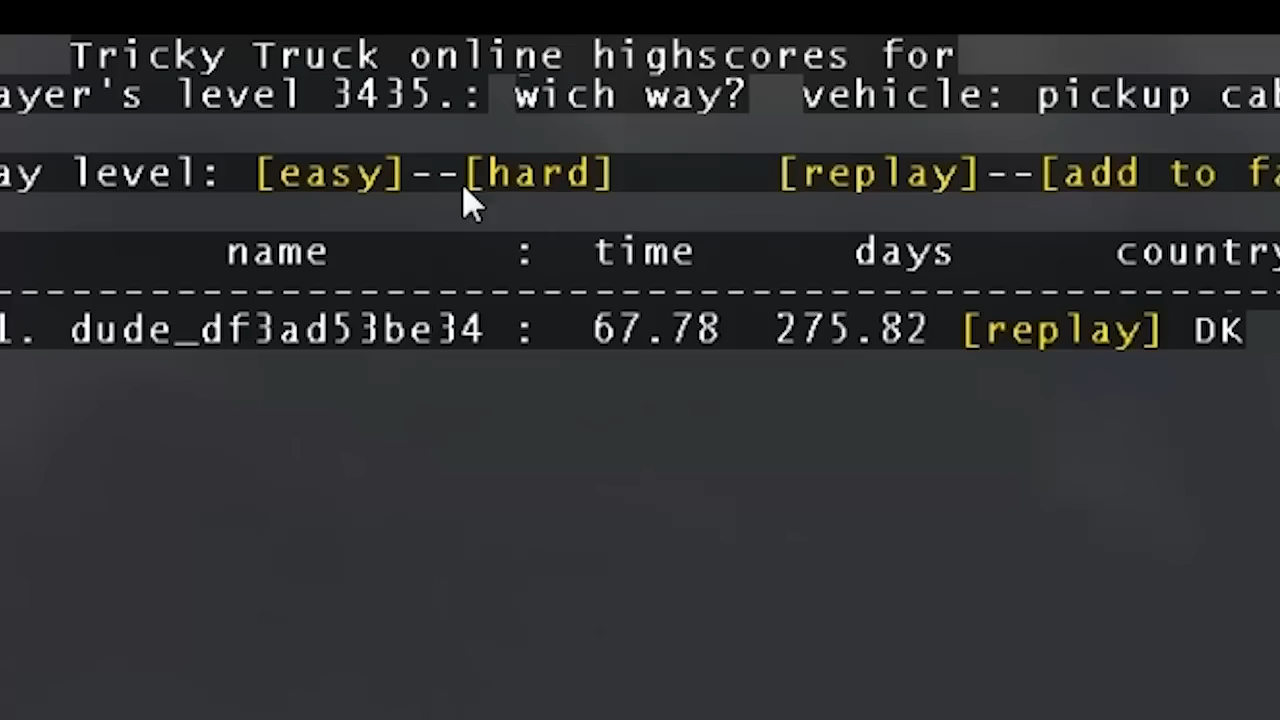 Tricky Truck online highscores for
ayer's level 3435.: wich way? vehicle: pickup cab
ay level: [easy]--[hard] [replay]--[add to fa
name : time days country
--------------------------------------------------
1. dude_df3ad53be34 : 67.78 275.82 [replay] DK